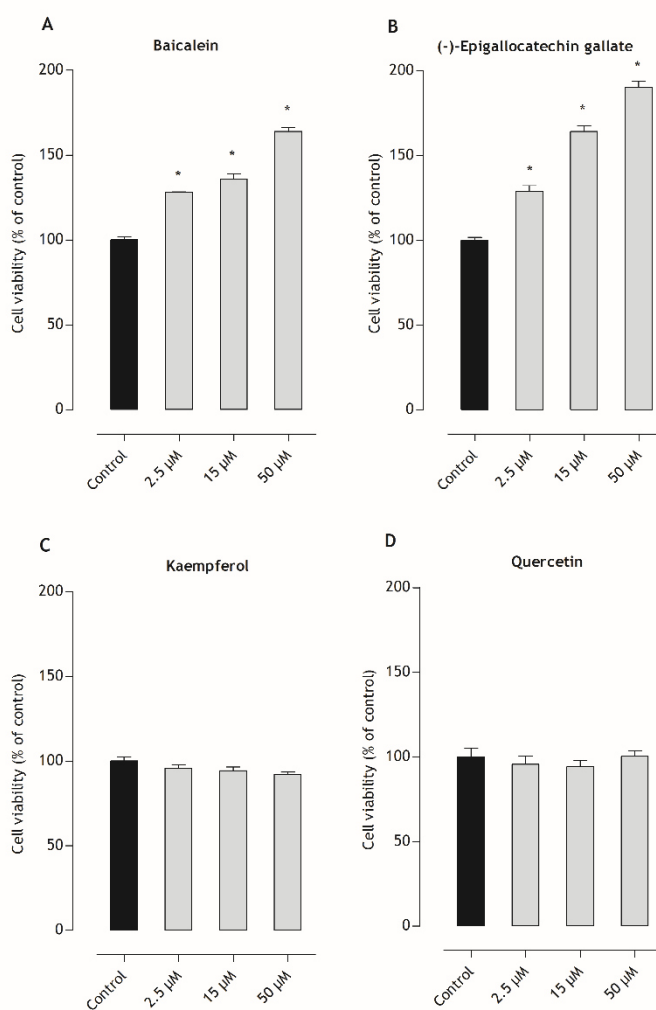 A
Baicalein
Cell viability (% of control)
200
150
100
50
0
*
*
*
Control
2.5 µM
15 µM
50 µM
B
(-)-Epigallocatechin gallate
Cell viability (% of control)
200
150
100
50
0
*
*
*
Control
2.5 µM
15 µM
50 µM
C
Kaempferol
Cell viability (% of control)
200
150
100
50
0
Control
2.5 µM
15 µM
50 µM
D
Quercetin
Cell viability (% of control)
200
150
100
50
0
Control
2.5 µM
15 µM
50 µM